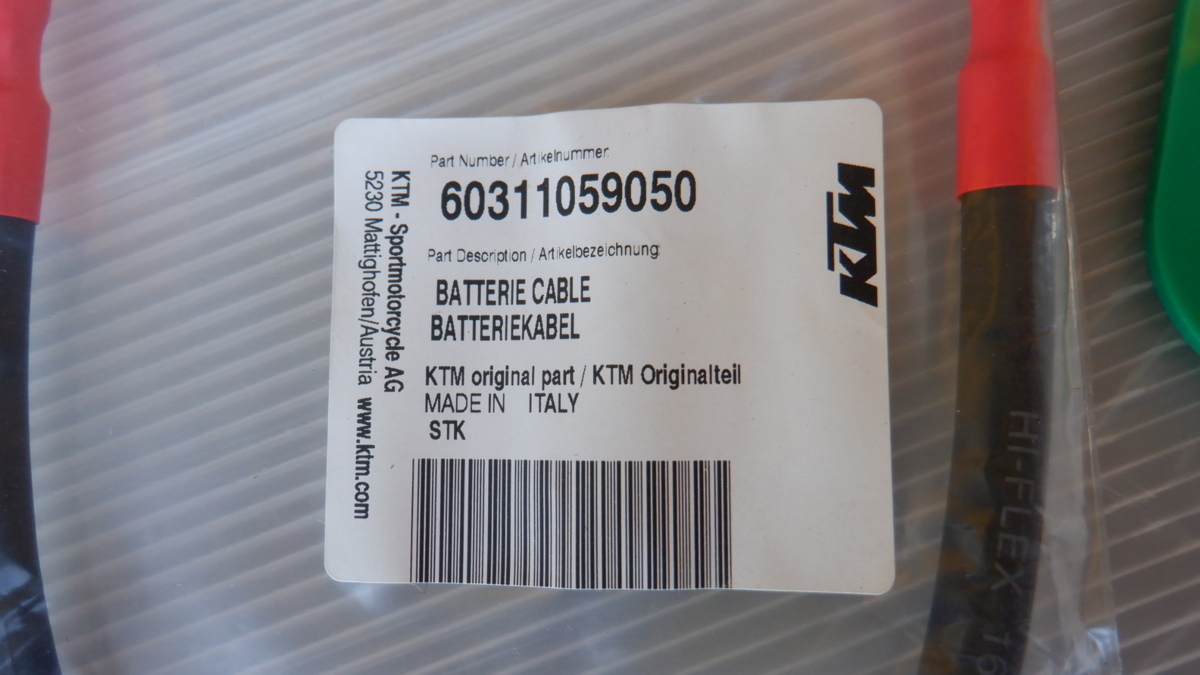 Part Number / Artikelnummer:
60311059050
Part Description / Artikelbezeichnung:
BATTERIE CABLE
BATTERIEKABEL
KTM original part / KTM Originalteil
MADE IN ITALY
STK
KTM - Sportmotorcycle AG
5230 Mattighofen/Austria www.ktm.com
KTM
HI-FLEX 16